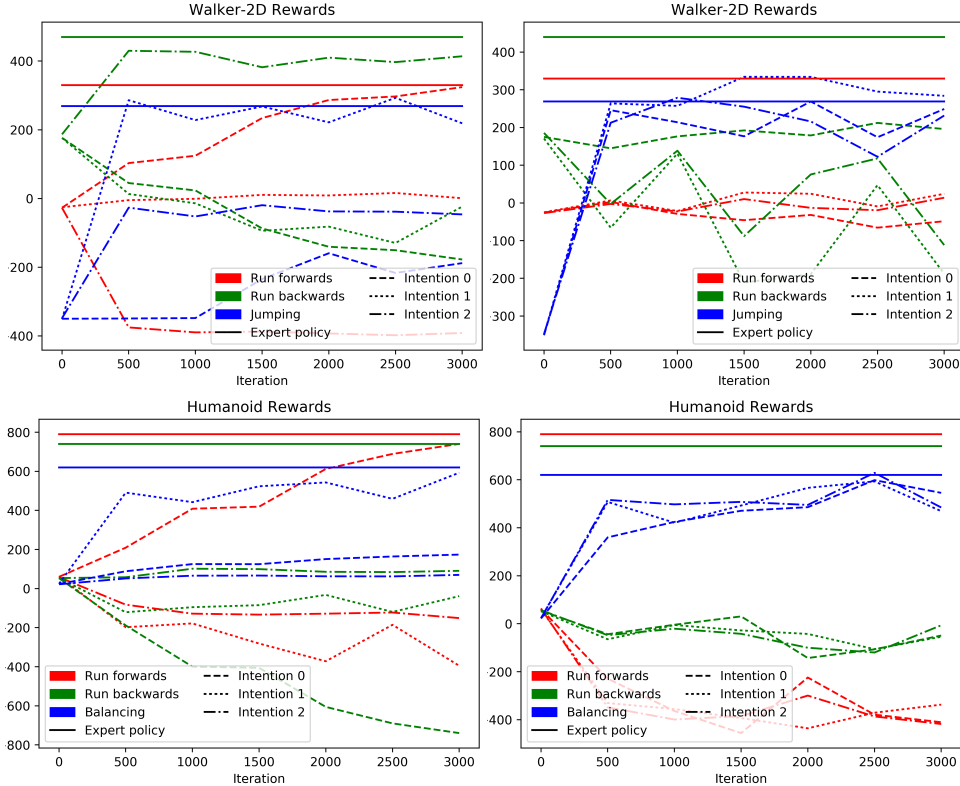 Walker-2D Rewards
400
200
0
-200
-400
0 500 1000 1500 2000 2500 3000
Iteration
Run forwards
Run backwards
Jumping
Expert policy
Intention 0
Intention 1
Intention 2
Walker-2D Rewards
400
300
200
100
0
-100
-200
-300
0 500 1000 1500 2000 2500 3000
Iteration
Run forwards
Run backwards
Jumping
Expert policy
Intention 0
Intention 1
Intention 2
Humanoid Rewards
800
600
400
200
0
-200
-400
-600
-800
0 500 1000 1500 2000 2500 3000
Iteration
Run forwards
Run backwards
Balancing
Expert policy
Intention 0
Intention 1
Intention 2
Humanoid Rewards
800
600
400
200
0
-200
-400
0 500 1000 1500 2000 2500 3000
Iteration
Run forwards
Run backwards
Balancing
Expert policy
Intention 0
Intention 1
Intention 2